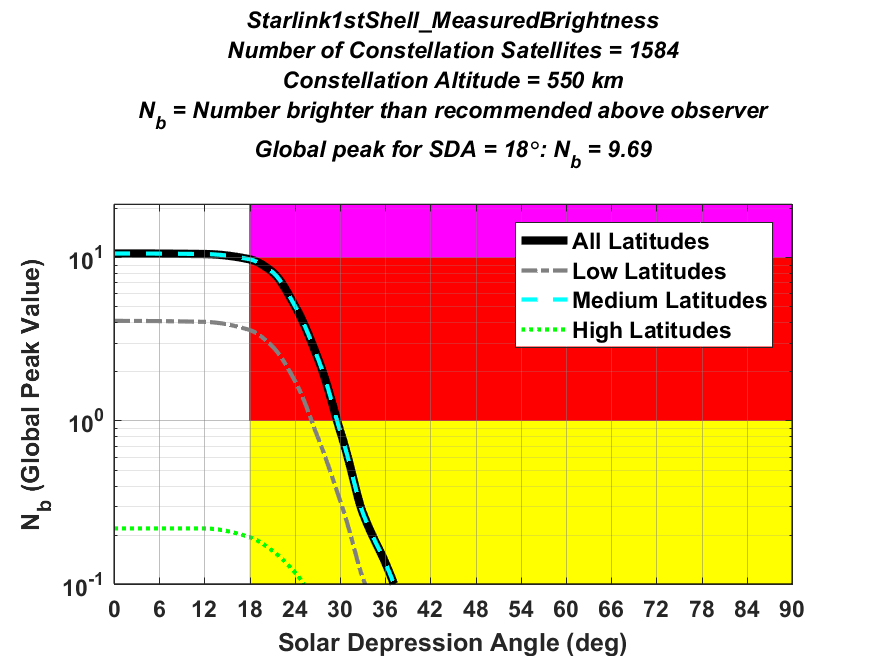 Starlink1stShell_MeasuredBrightness
Number of Constellation Satellites = 1584
Constellation Altitude = 550 km
N_b = Number brighter than recommended above observer
Global peak for SDA = 18°: N_b = 9.69
All Latitudes
Low Latitudes
Medium Latitudes
High Latitudes
N_b (Global Peak Value)
10^1
10^0
10^-1
0 6 12 18 24 30 36 42 48 54 60 66 72 78 84 90
Solar Depression Angle (deg)